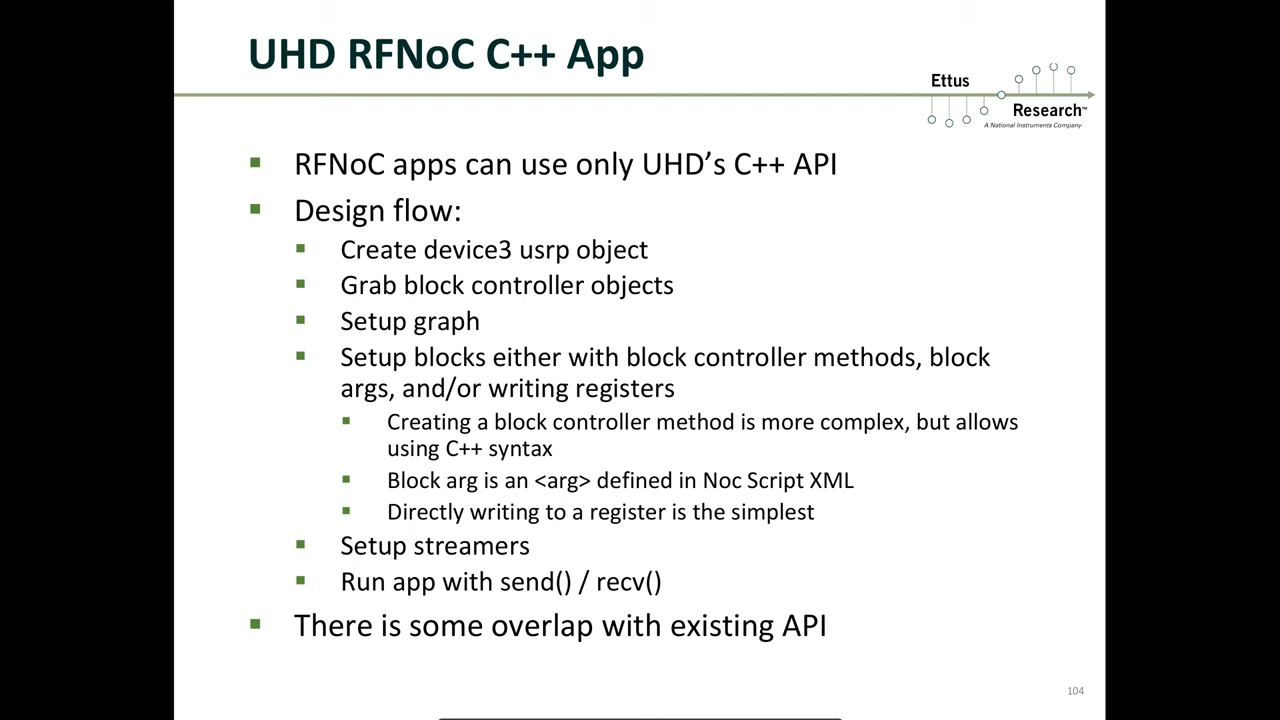 UHD RFNoC C++ App
Ettus
Research™
A National Instruments Company
RFNoC apps can use only UHD’s C++ API
Design flow:
Create device3 usrp object
Grab block controller objects
Setup graph
Setup blocks either with block controller methods, block
args, and/or writing registers
Creating a block controller method is more complex, but allows
using C++ syntax
Block arg is an <arg> defined in Noc Script XML
Directly writing to a register is the simplest
Setup streamers
Run app with send() / recv()
There is some overlap with existing API
104